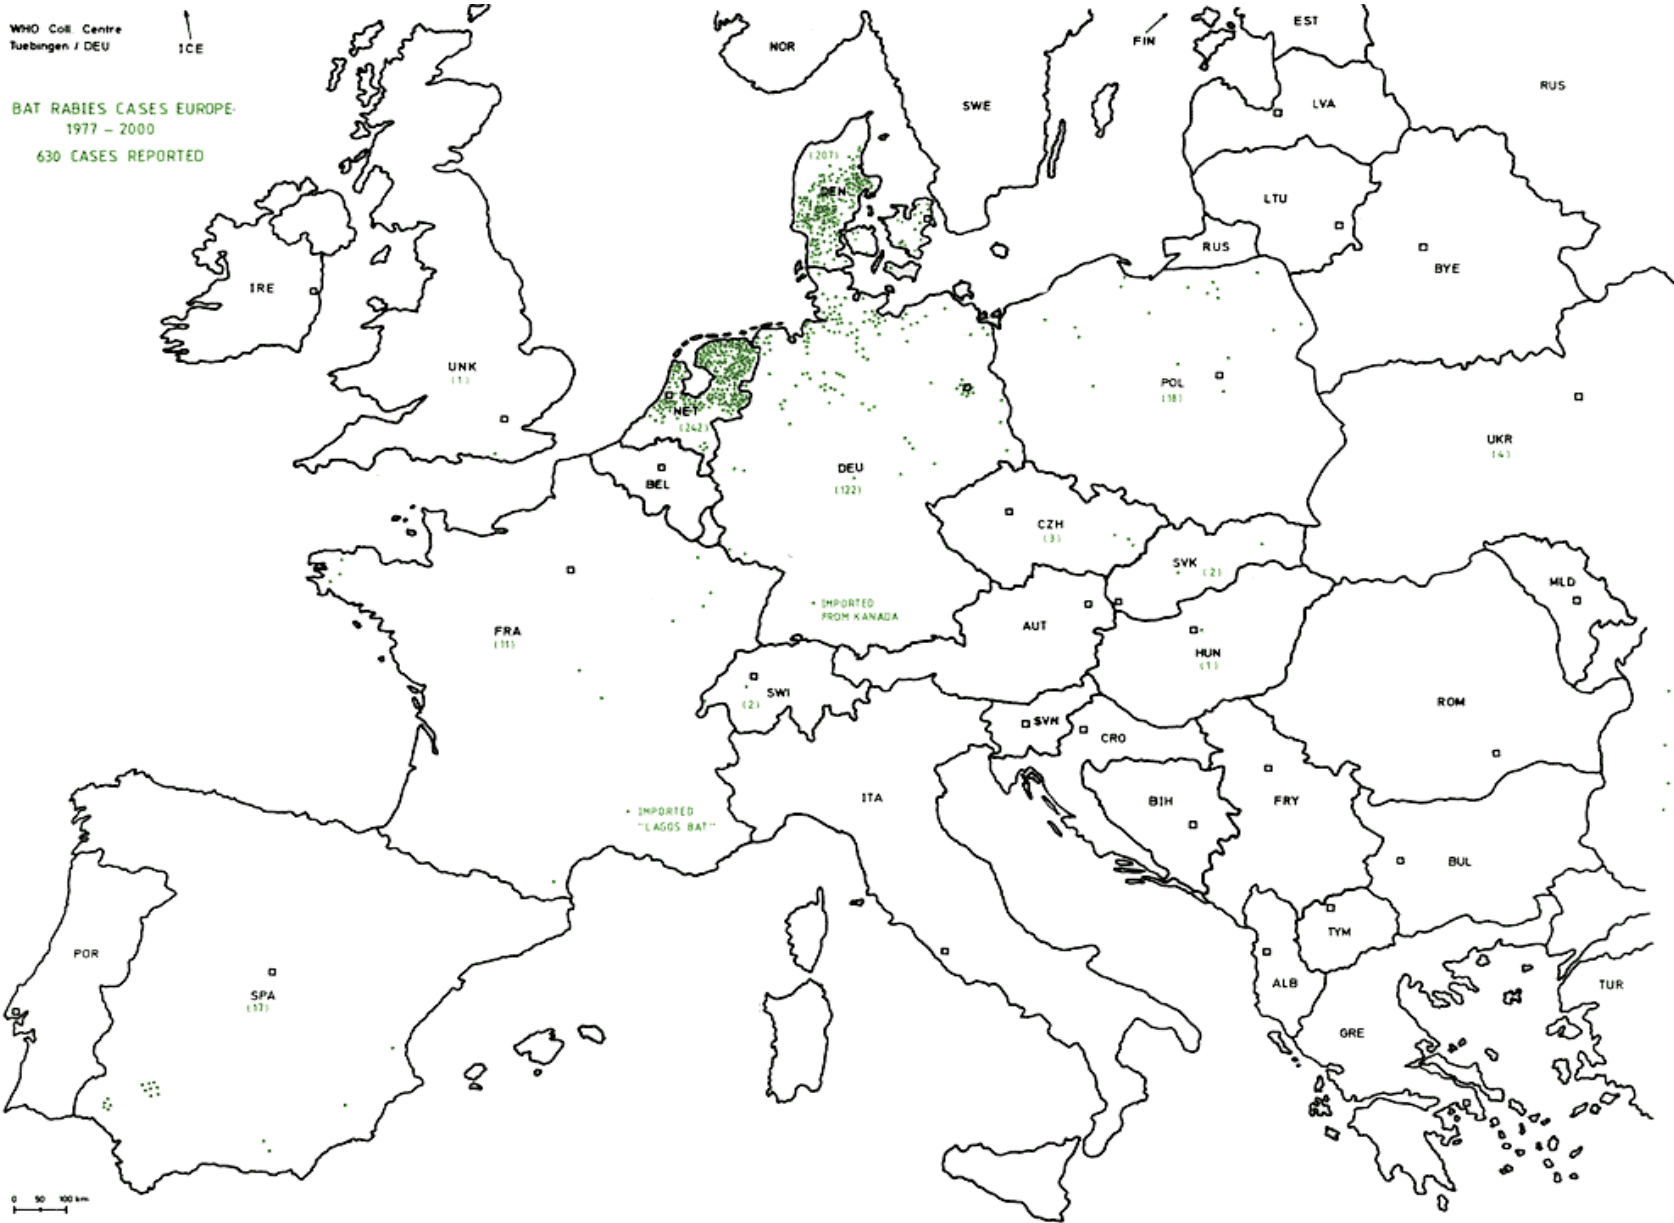 WHO Coll. Centre
Tuebingen / DEU
ICE
BAT RABIES CASES EUROPE
1977 – 2000
630 CASES REPORTED
NOR
SWE
FIN
EST
RUS
LVA
(207)
DEN
LTU
RUS
BYE
IRE
UNK
(1)
NET
(242)
POL
(18)
UKR
(4)
BEL
DEU
(122)
CZH
(3)
SVK
(2)
MLD
IMPORTED
FROM KANADA
FRA
(11)
AUT
HUN
(1)
SWI
(2)
SVN
CRO
ROM
ITA
BIH
FRY
IMPORTED
"LAGOS BAT"
BUL
POR
TYM
SPA
(17)
ALB
TUR
GRE
0 50 100 km